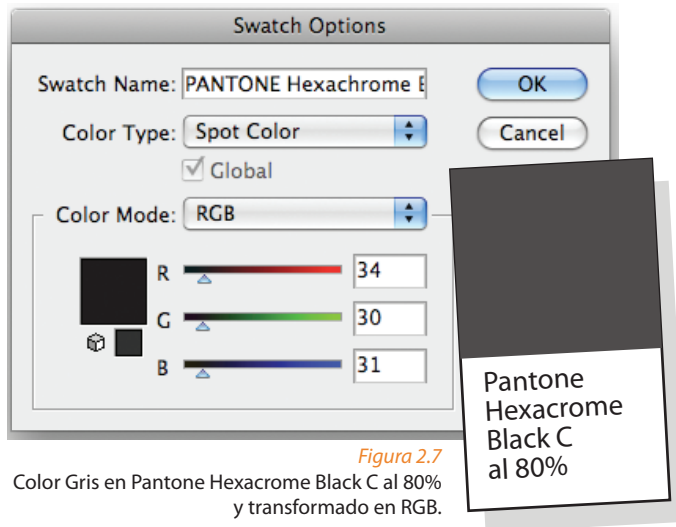 Swatch Options
Swatch Name: PANTONE Hexachrome
OK
Color Type: Spot Color
Cancel
Global
Color Mode: RGB
R 34
G 30
B 31
Pantone
Hexacrome
Black C
al 80%
Figura 2.7
Color Gris en Pantone Hexacrome Black C al 80%
y transformado en RGB.